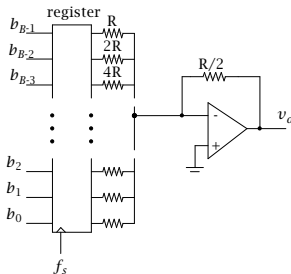 register
b_{B-1} R
b_{B-2} 2R
b_{B-3} 4R
R/2
- v_o
+
b_2
b_1
b_0
f_s